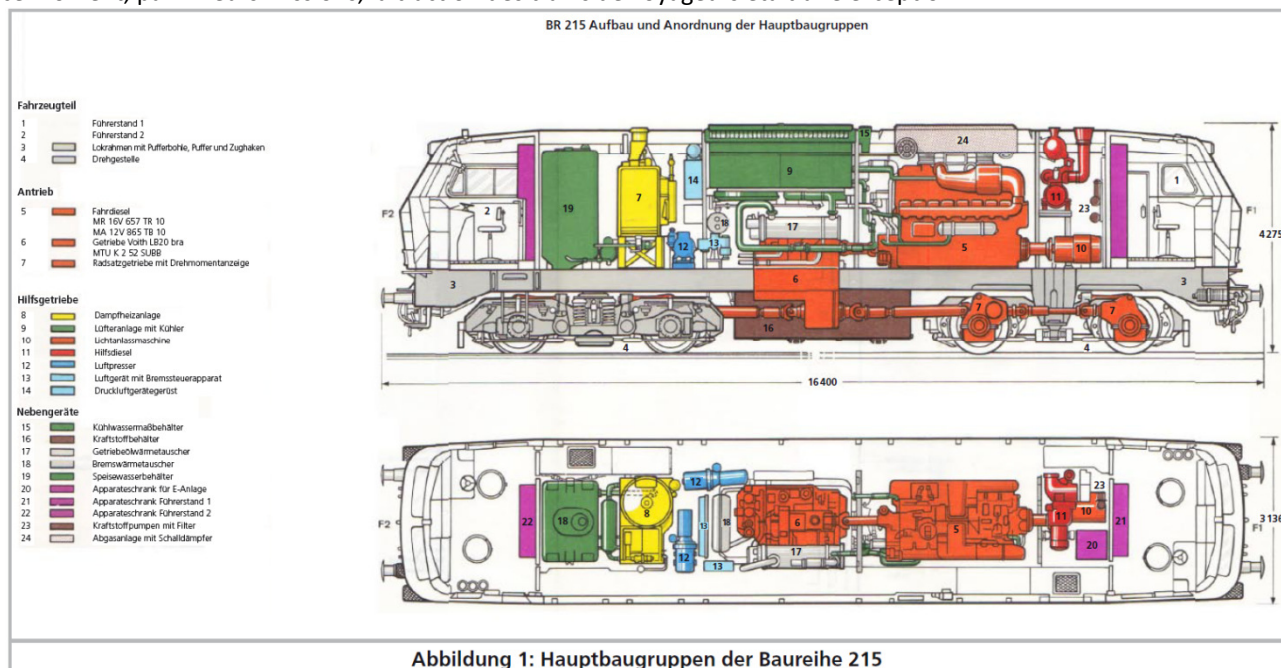 BR 215 Aufbau und Anordnung der Hauptbaugruppen
Fahrzeugteil
1 Führerstand 1
2 Führerstand 2
3 Lokrahmen mit Pufferbohle, Puffer und Zughaken
4 Drehgestelle
Antrieb
5 Fahrdiesel
MR 16V 657 TR 10
MA 12V 865 TB 10
6 Getriebe Voith LB20 bra
MTU K 2 52 SUBB
7 Radsatzgetriebe mit Drehmomentanzeige
Hilfsgetriebe
8 Dampfheizanlage
9 Lüfteranlage mit Kühler
10 Lichtanlassmaschine
11 Hilfsdiesel
12 Luftpresser
13 Luftgerät mit Bremssteuerapparat
14 Druckluftgerätegerüst
Nebengeräte
15 Kühlwassermaßbehälter
16 Kraftstoffbehälter
17 Getriebeölwärmetauscher
18 Bremswärmetauscher
19 Speisewasserbehälter
20 Apparateschrank für E-Anlage
21 Apparateschrank Führerstand 1
22 Apparateschrank Führerstand 2
23 Kraftstoffpumpen mit Filter
24 Abgasanlage mit Schalldämpfer
15 24
14 9 1
19 7 11 23
F2 2 18 17 F1
12 13 5 10
4 275
3 6 3
16 7 7
4 4
16 400
12 23
18 8 11 10
F2 22 13 18 6 5 21 F1
3 136
12 17 20
13
Abbildung 1: Hauptbaugruppen der Baureihe 215